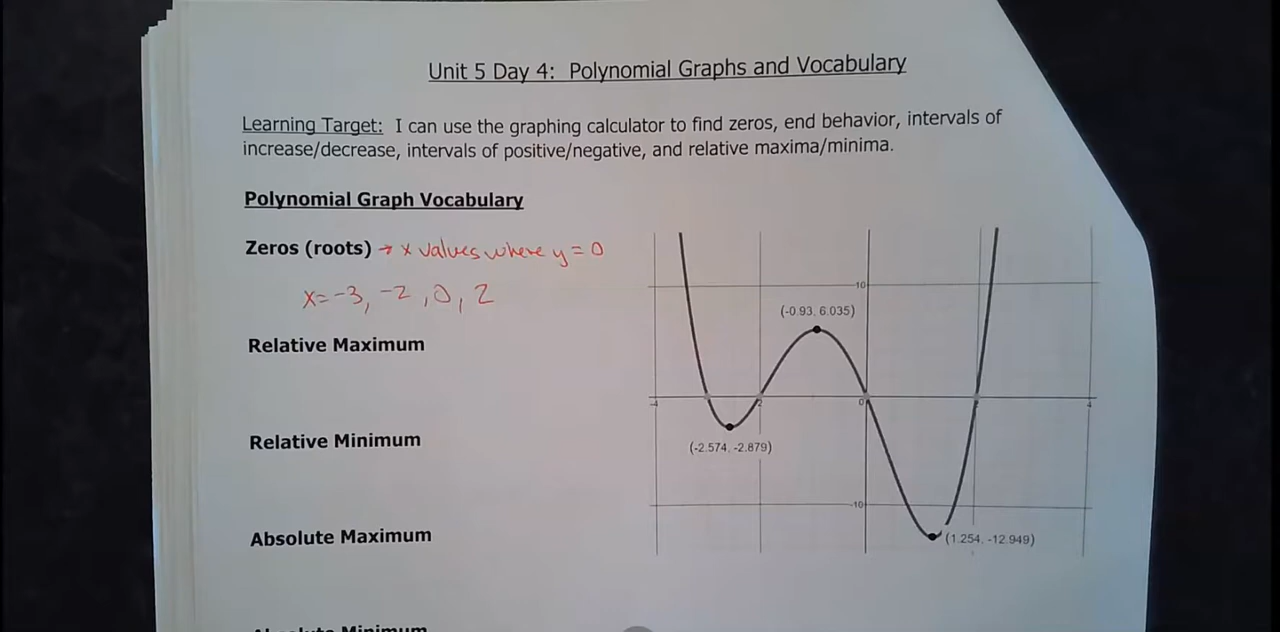 Unit 5 Day 4: Polynomial Graphs and Vocabulary
Learning Target: I can use the graphing calculator to find zeros, end behavior, intervals of
increase/decrease, intervals of positive/negative, and relative maxima/minima.
Polynomial Graph Vocabulary
Zeros (roots) → x values where y = 0
x = -3, -2, 0, 2
Relative Maximum
Relative Minimum
Absolute Maximum
Absolute Minimum
10
(-0.93, 6.035)
-4
0
4
(-2.574, -2.879)
-10
(1.254, -12.949)